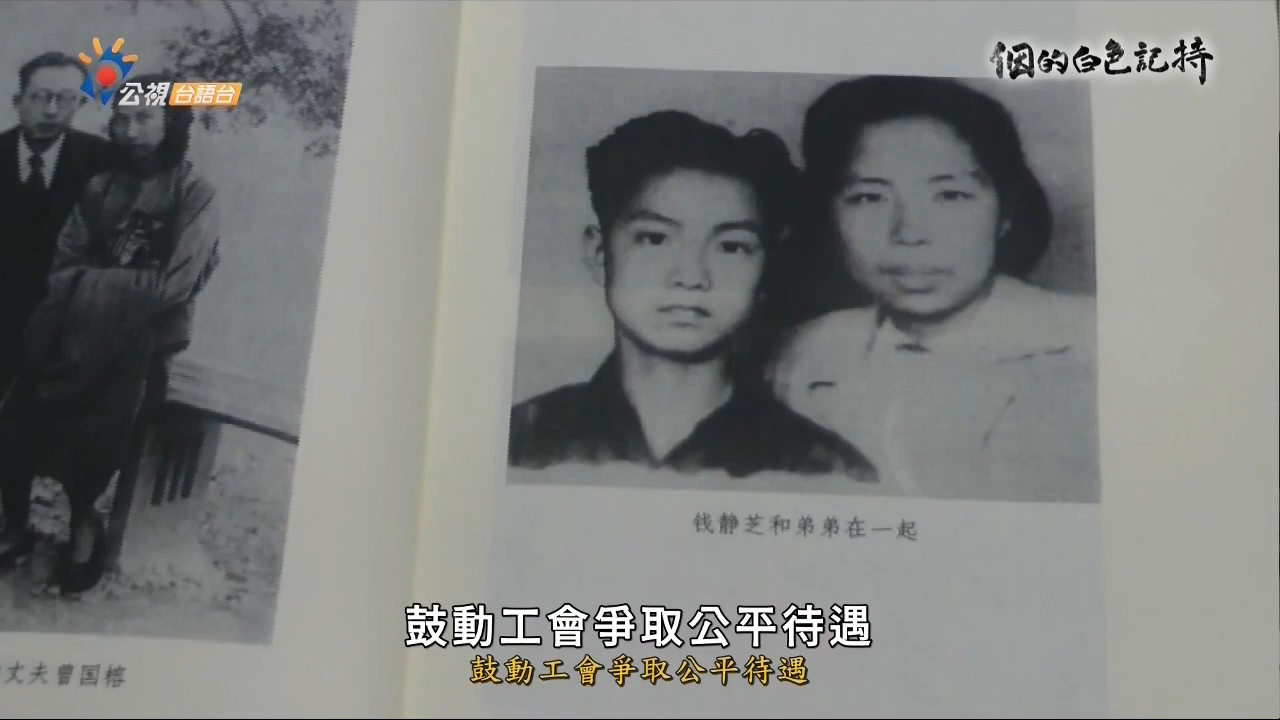 公視台語台
𪜶的白色記持
钱静芝和弟弟在一起
鼓動工會爭取公平待遇
鼓動工會爭取公平待遇
丈夫曾国榕